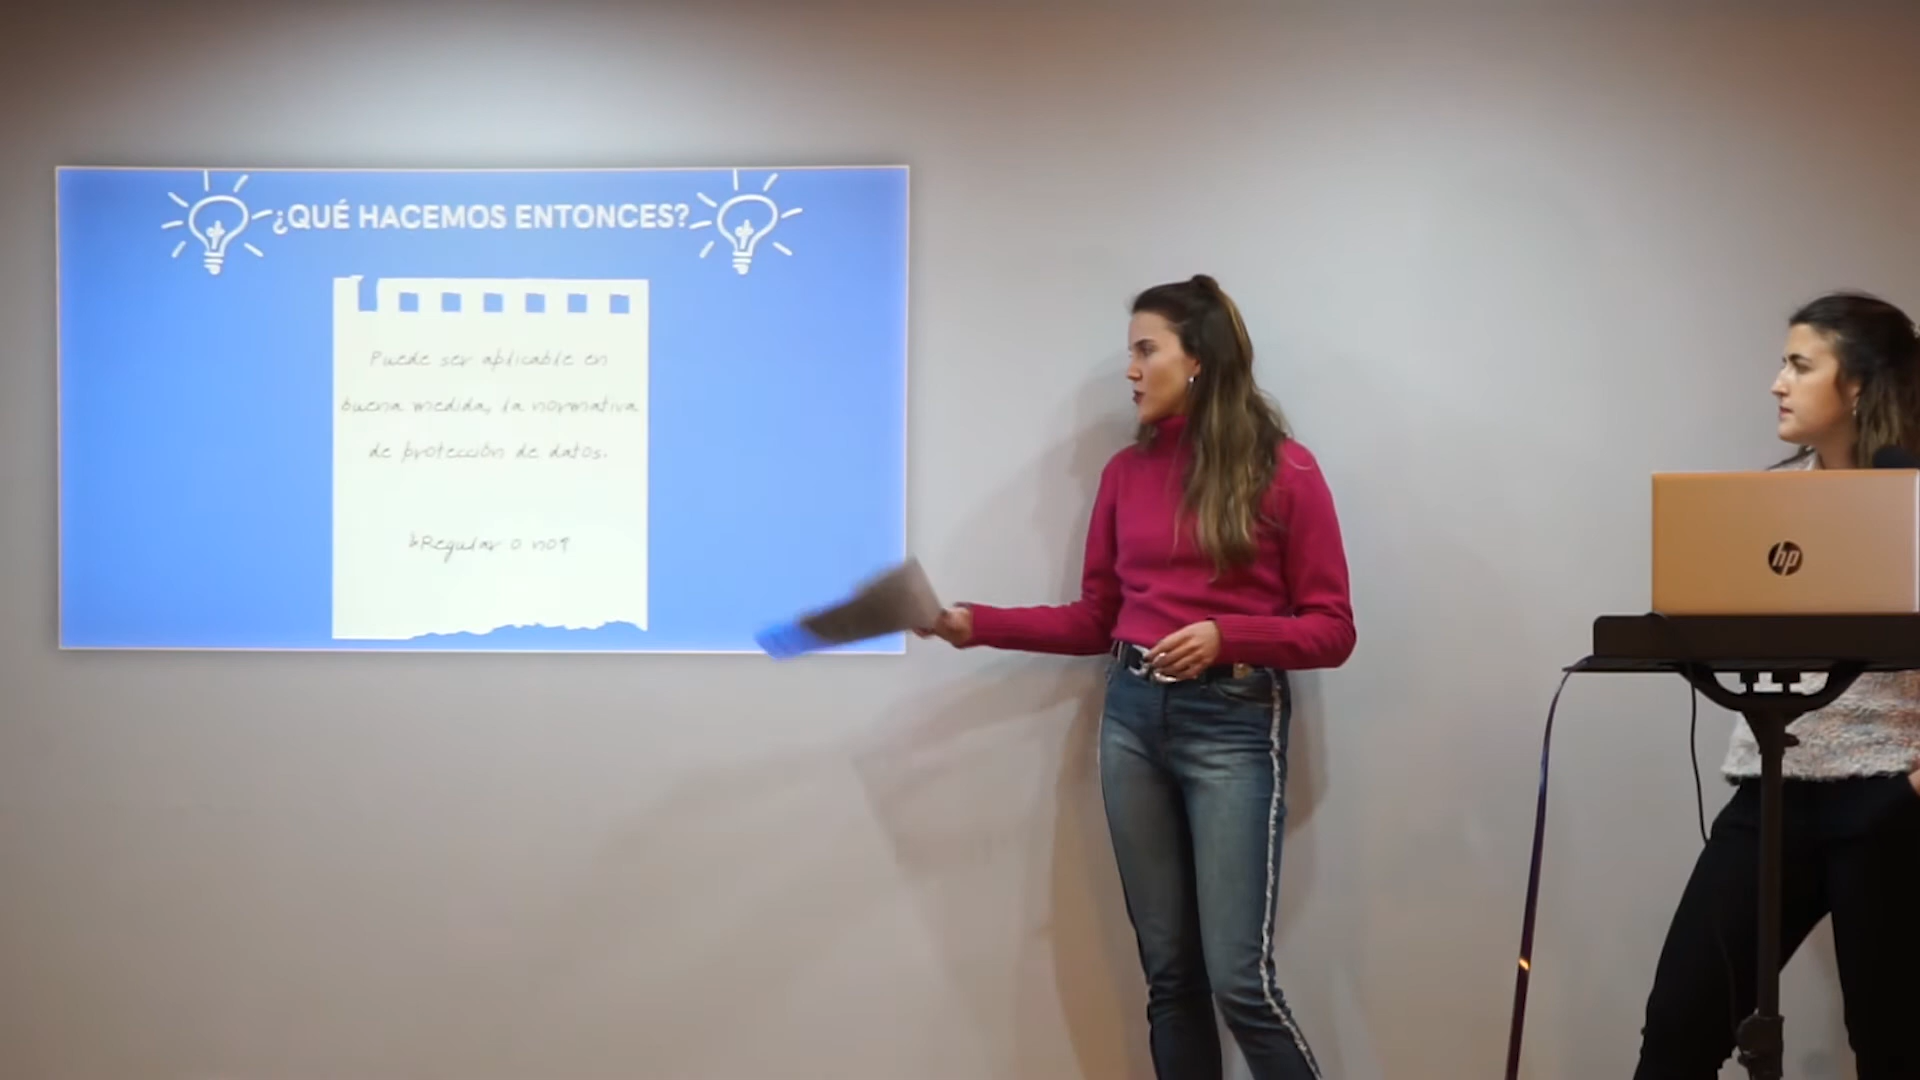 ¿QUÉ HACEMOS ENTONCES?
Puede ser aplicable en
buena medida, la normativa
de protección de datos.
¿Regular o no?
hp